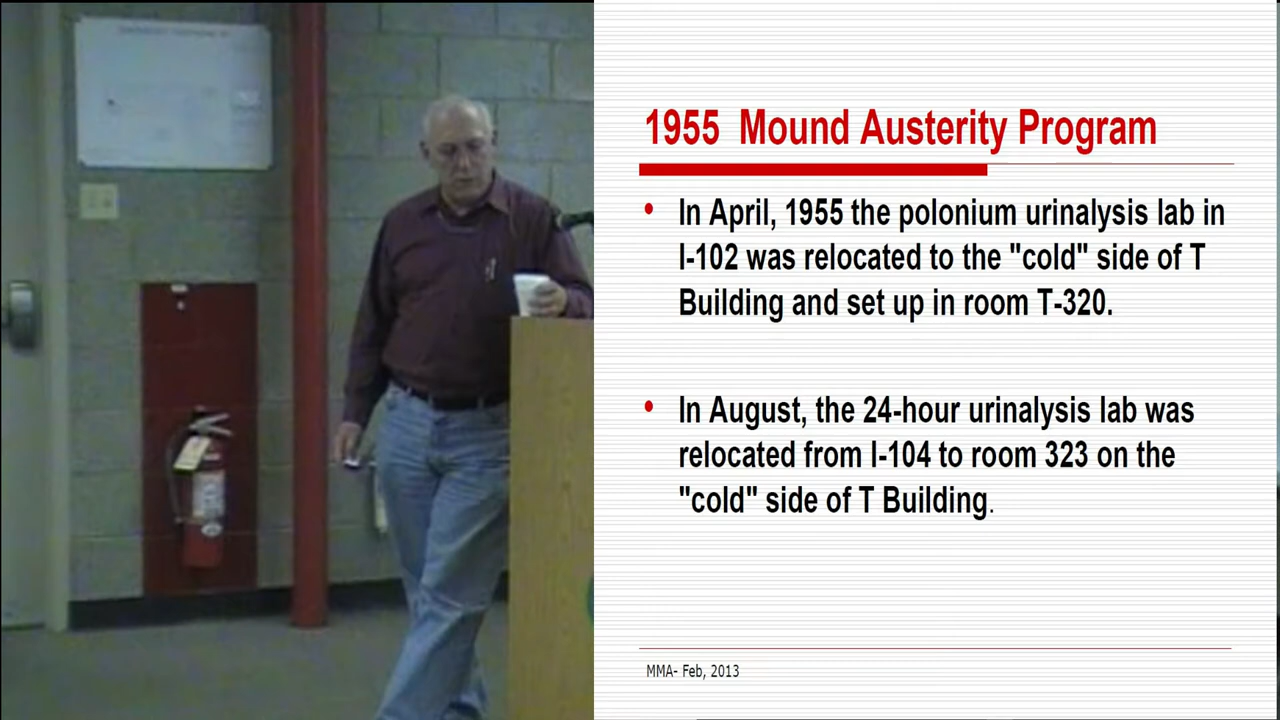 1955 Mound Austerity Program
• In April, 1955 the polonium urinalysis lab in
I-102 was relocated to the "cold" side of T
Building and set up in room T-320.
• In August, the 24-hour urinalysis lab was
relocated from I-104 to room 323 on the
"cold" side of T Building.
MMA- Feb, 2013